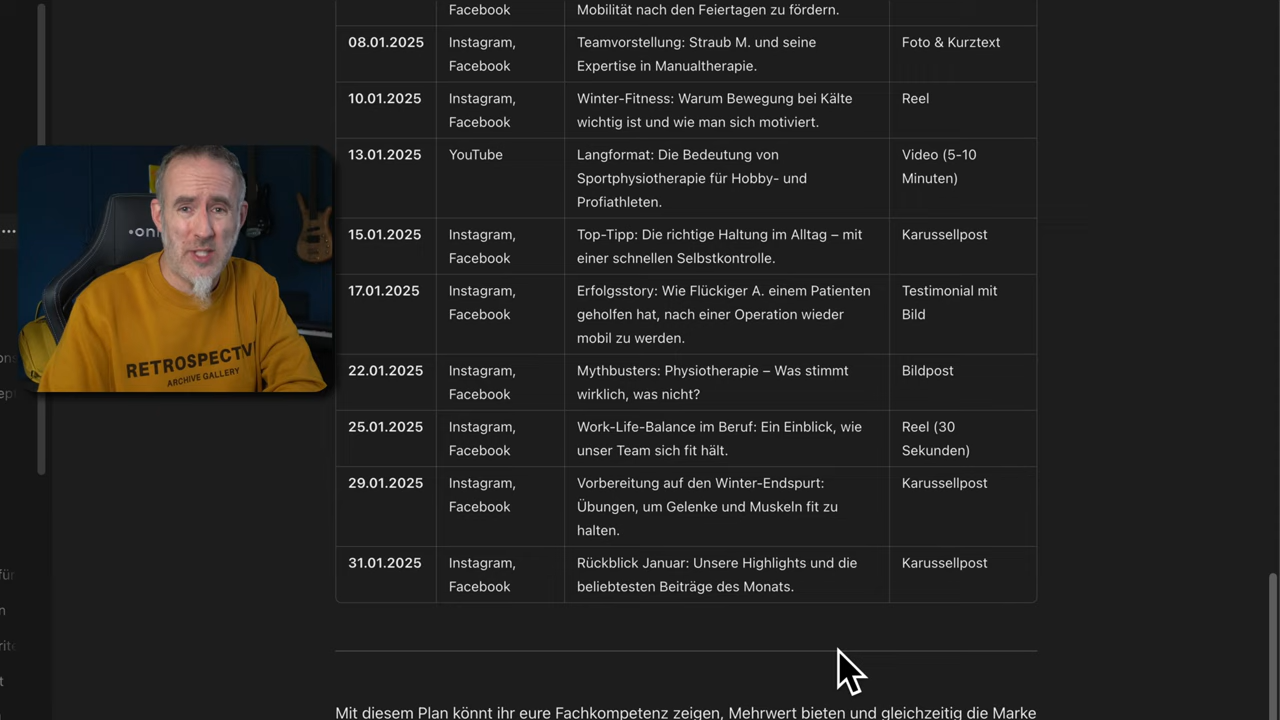 Facebook
Mobilität nach den Feiertagen zu fördern.
08.01.2025
Instagram,
Facebook
Teamvorstellung: Straub M. und seine
Expertise in Manualtherapie.
Foto & Kurztext
10.01.2025
Instagram,
Facebook
Winter-Fitness: Warum Bewegung bei Kälte
wichtig ist und wie man sich motiviert.
Reel
13.01.2025
YouTube
Langformat: Die Bedeutung von
Sportphysiotherapie für Hobby- und
Profiathleten.
Video (5-10
Minuten)
15.01.2025
Instagram,
Facebook
Top-Tipp: Die richtige Haltung im Alltag – mit
einer schnellen Selbstkontrolle.
Karussellpost
17.01.2025
Instagram,
Facebook
Erfolgsstory: Wie Flückiger A. einem Patienten
geholfen hat, nach einer Operation wieder
mobil zu werden.
Testimonial mit
Bild
22.01.2025
Instagram,
Facebook
Mythbusters: Physiotherapie – Was stimmt
wirklich, was nicht?
Bildpost
25.01.2025
Instagram,
Facebook
Work-Life-Balance im Beruf: Ein Einblick, wie
unser Team sich fit hält.
Reel (30
Sekunden)
29.01.2025
Instagram,
Facebook
Vorbereitung auf den Winter-Endspurt:
Übungen, um Gelenke und Muskeln fit zu
halten.
Karussellpost
31.01.2025
Instagram,
Facebook
Rückblick Januar: Unsere Highlights und die
beliebtesten Beiträge des Monats.
Karussellpost
Mit diesem Plan könnt ihr eure Fachkompetenz zeigen, Mehrwert bieten und gleichzeitig die Marke
RETROSPECTV
ARCHIVE GALLERY